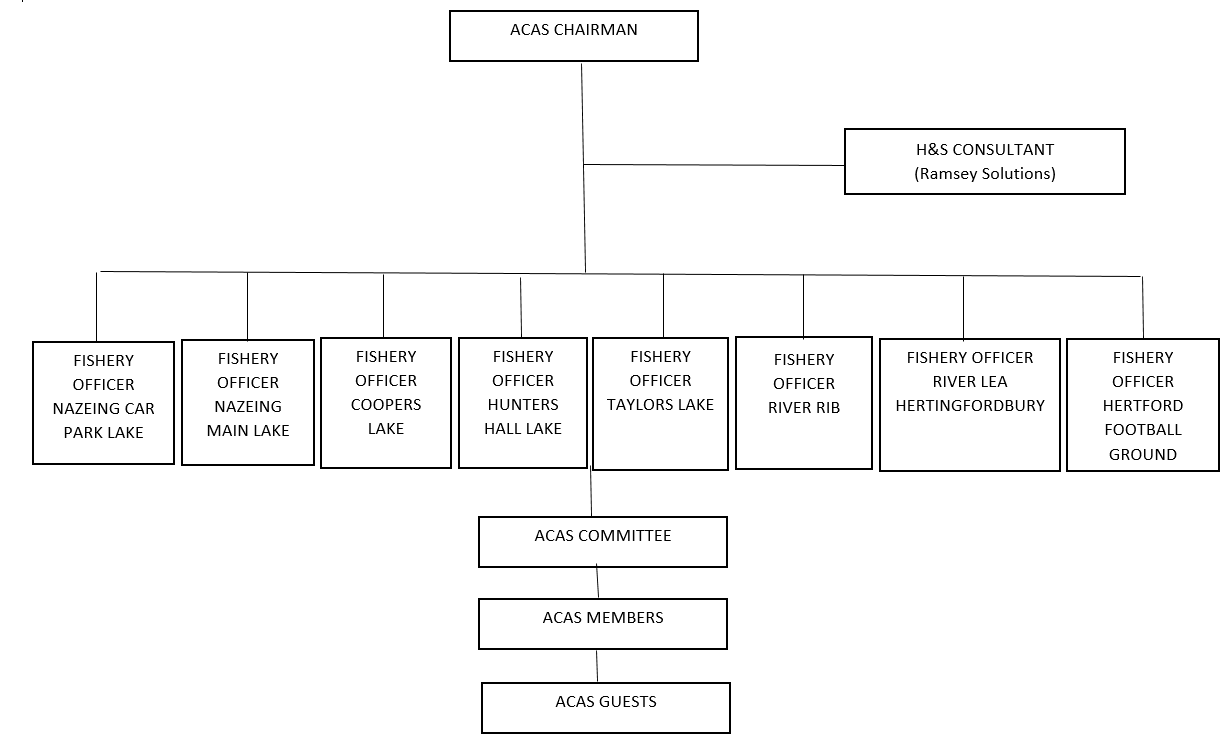 ACAS CHAIRMAN
H&S CONSULTANT
(Ramsey Solutions)
FISHERY
OFFICER
NAZEING CAR
PARK LAKE
FISHERY
OFFICER
NAZEING
MAIN LAKE
FISHERY
OFFICER
COOPERS
LAKE
FISHERY
OFFICER
HUNTERS
HALL LAKE
FISHERY
OFFICER
TAYLORS LAKE
FISHERY
OFFICER
RIVER RIB
FISHERY OFFICER
RIVER LEA
HERTINGFORDBURY
FISHERY
OFFICER
HERTFORD
FOOTBALL
GROUND
ACAS COMMITTEE
ACAS MEMBERS
ACAS GUESTS